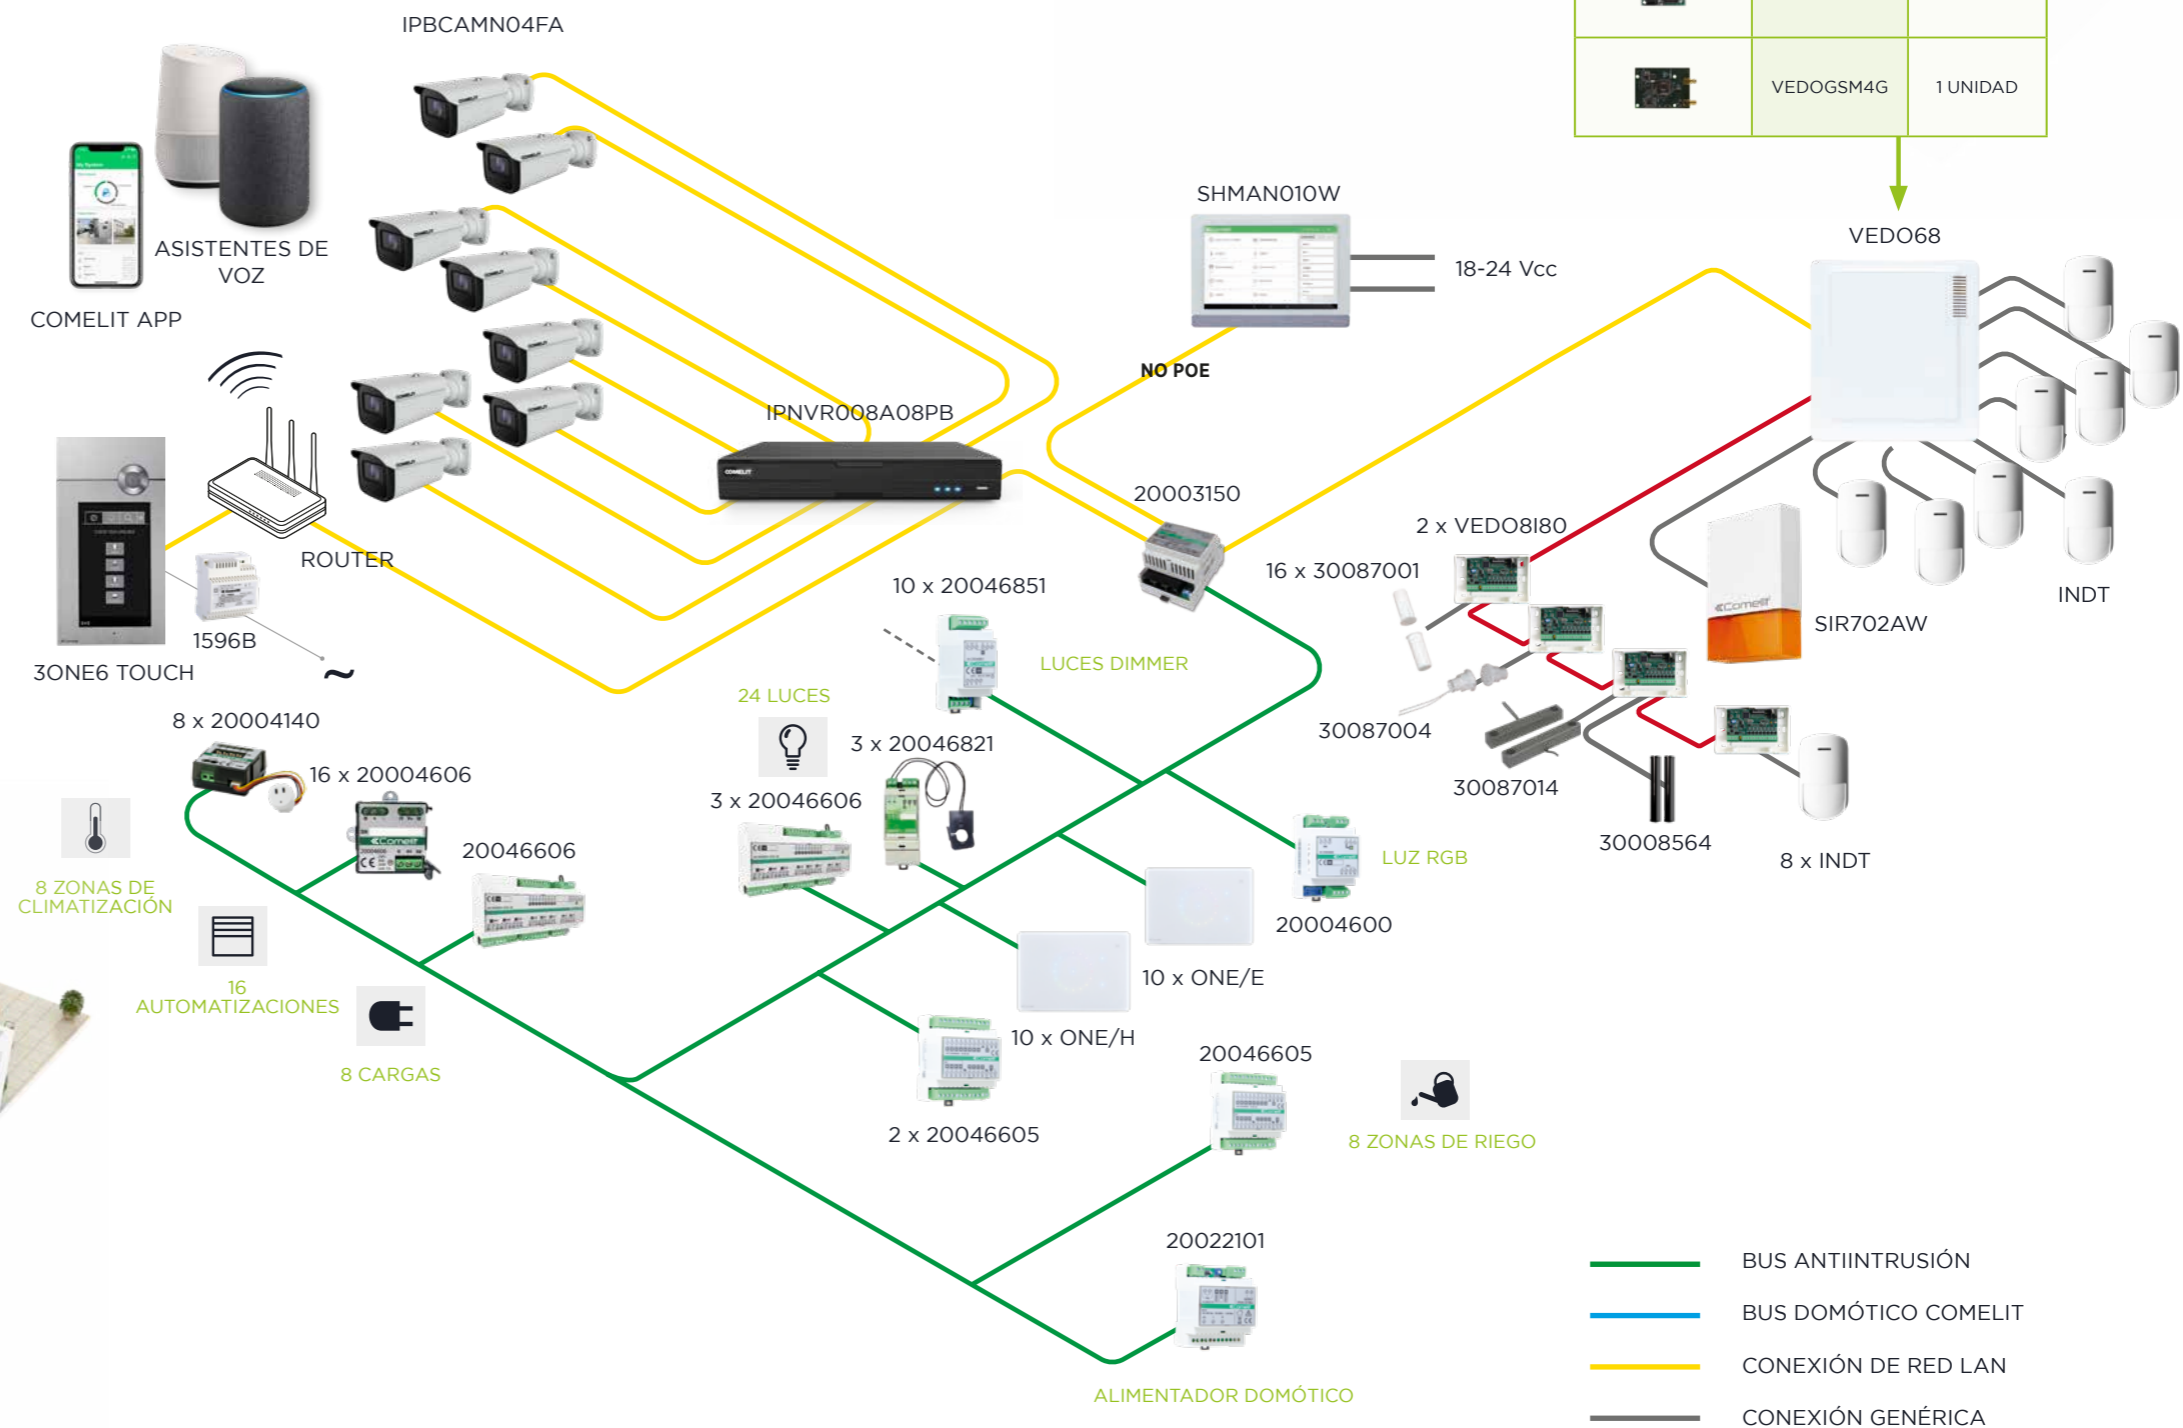 IPBCAMN04FA
VEDOGSM4G
1 UNIDAD
ASISTENTES DE
VOZ
COMELIT APP
SHMAN010W
18-24 Vcc
VEDO68
NO POE
IPNVR008A08PB
COMELIT
20003150
2 x VEDO8I80
16 x 30087001
ROUTER
1596B
3ONE6 TOUCH
~
10 x 20046851
LUCES DIMMER
24 LUCES
INDT
Comelit
SIR702AW
30087004
30087014
30008564
8 x INDT
8 x 20004140
16 x 20004606
Comelit
20004606
20046606
3 x 20046821
3 x 20046606
LUZ RGB
20004600
8 ZONAS DE
CLIMATIZACIÓN
16
AUTOMATIZACIONES
8 CARGAS
10 x ONE/E
10 x ONE/H
2 x 20046605
20046605
8 ZONAS DE RIEGO
20022101
ALIMENTADOR DOMÓTICO
BUS ANTIINTRUSIÓN
BUS DOMÓTICO COMELIT
CONEXIÓN DE RED LAN
CONEXIÓN GENÉRICA